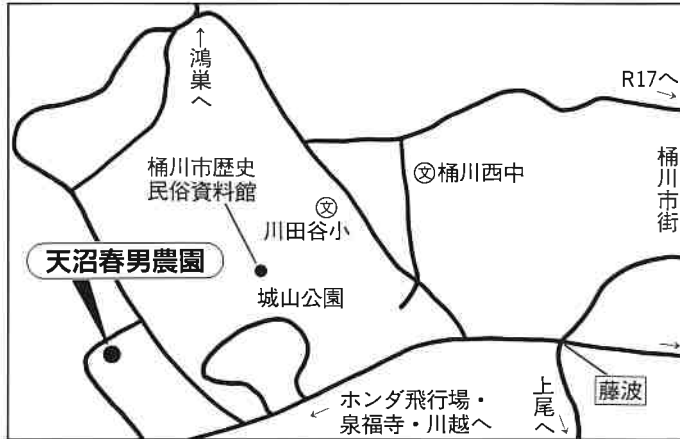 ↑鴻巣へ
R17へ
→
桶川市歴史
民俗資料館
文
川田谷小
文桶川西中
桶川市街
→
天沼春男農園
城山公園
藤波
上尾へ
↓
←ホンダ飛行場・
泉福寺・川越へ